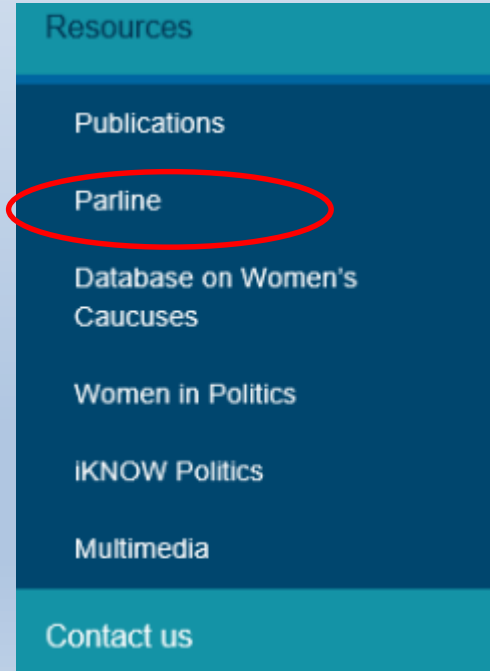 Resources
Publications
Parline
Database on Women's
Caucuses
Women in Politics
iKNOW Politics
Multimedia
Contact us